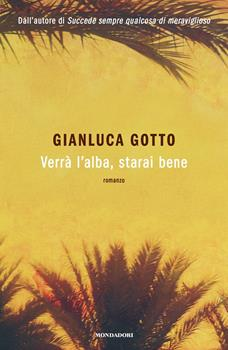 Dall'autore di Succede sempre qualcosa di meraviglioso
GIANLUCA GOTTO
Verrà l'alba, starai bene
romanzo
MONDADORI